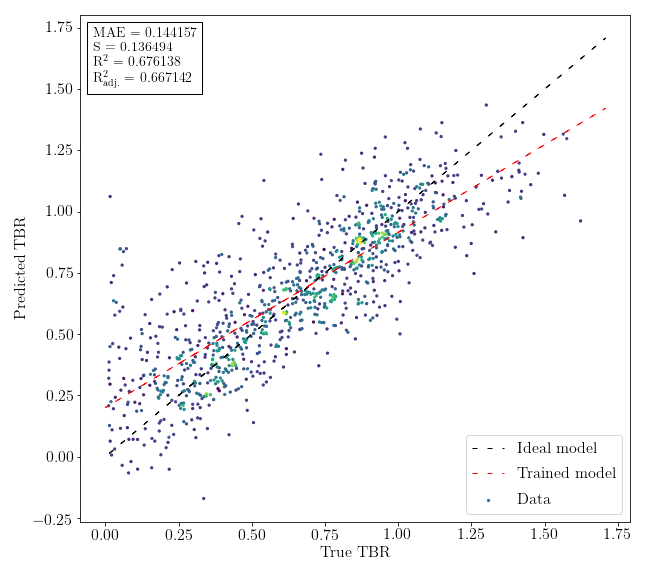 MAE = 0.144157
S = 0.136494
R² = 0.676138
R²adj. = 0.667142
1.75
1.50
1.25
1.00
0.75
0.50
0.25
0.00
−0.25
Predicted TBR
Ideal model
Trained model
Data
0.00 0.25 0.50 0.75 1.00 1.25 1.50 1.75
True TBR